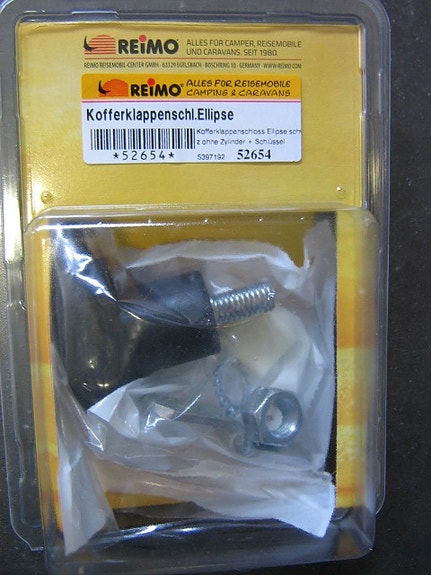 REIMO ALLES FÜR CAMPER, REISEMOBILE
UND CARAVANS. SEIT 1980.
REIMO REISEMOBIL-CENTER GMBH · 63329 EGELSBACH · BOSCHRING 10 · GERMANY · WWW.REIMO.COM
REIMO ALLES FÜR REISEMOBILE
CAMPING & CARAVANS
Kofferklappenschl.Ellipse
Kofferklappenschloss Ellipse schw
z ohne Zylinder + Schlüssel
*52654*
5397192 52654